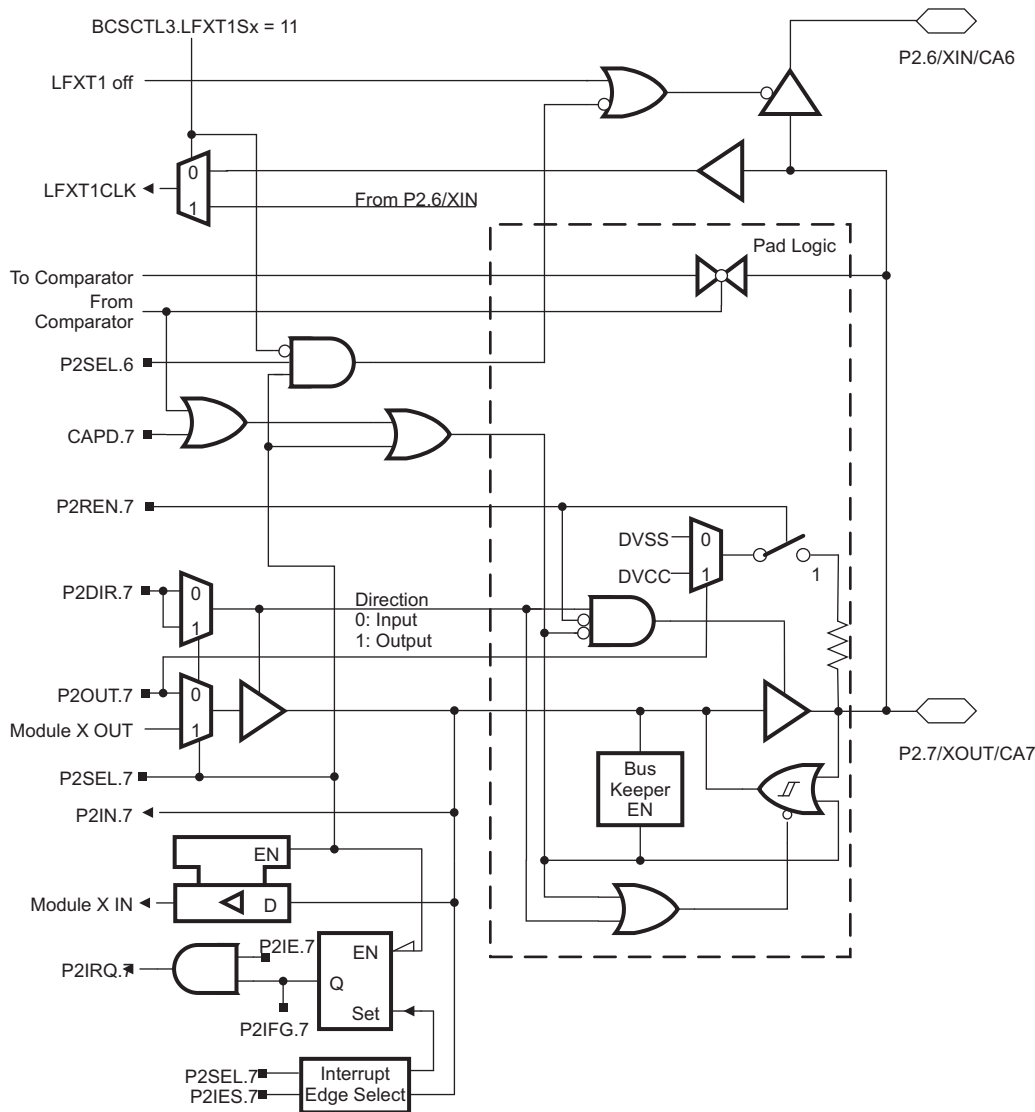 BCSCTL3.LFXT1Sx = 11
P2.6/XIN/CA6
LFXT1 off
0
LFXT1CLK
1
From P2.6/XIN
Pad Logic
To Comparator
From
Comparator
P2SEL.6
CAPD.7
P2REN.7
DVSS
0
DVCC
1
1
P2DIR.7
0
1
Direction
0: Input
1: Output
P2OUT.7
0
Module X OUT
1
P2.7/XOUT/CA7
P2SEL.7
Bus
Keeper
EN
P2IN.7
EN
Module X IN
D
P2IE.7
EN
P2IRQ.7
Q
P2IFG.7
Set
P2SEL.7
P2IES.7
Interrupt
Edge Select